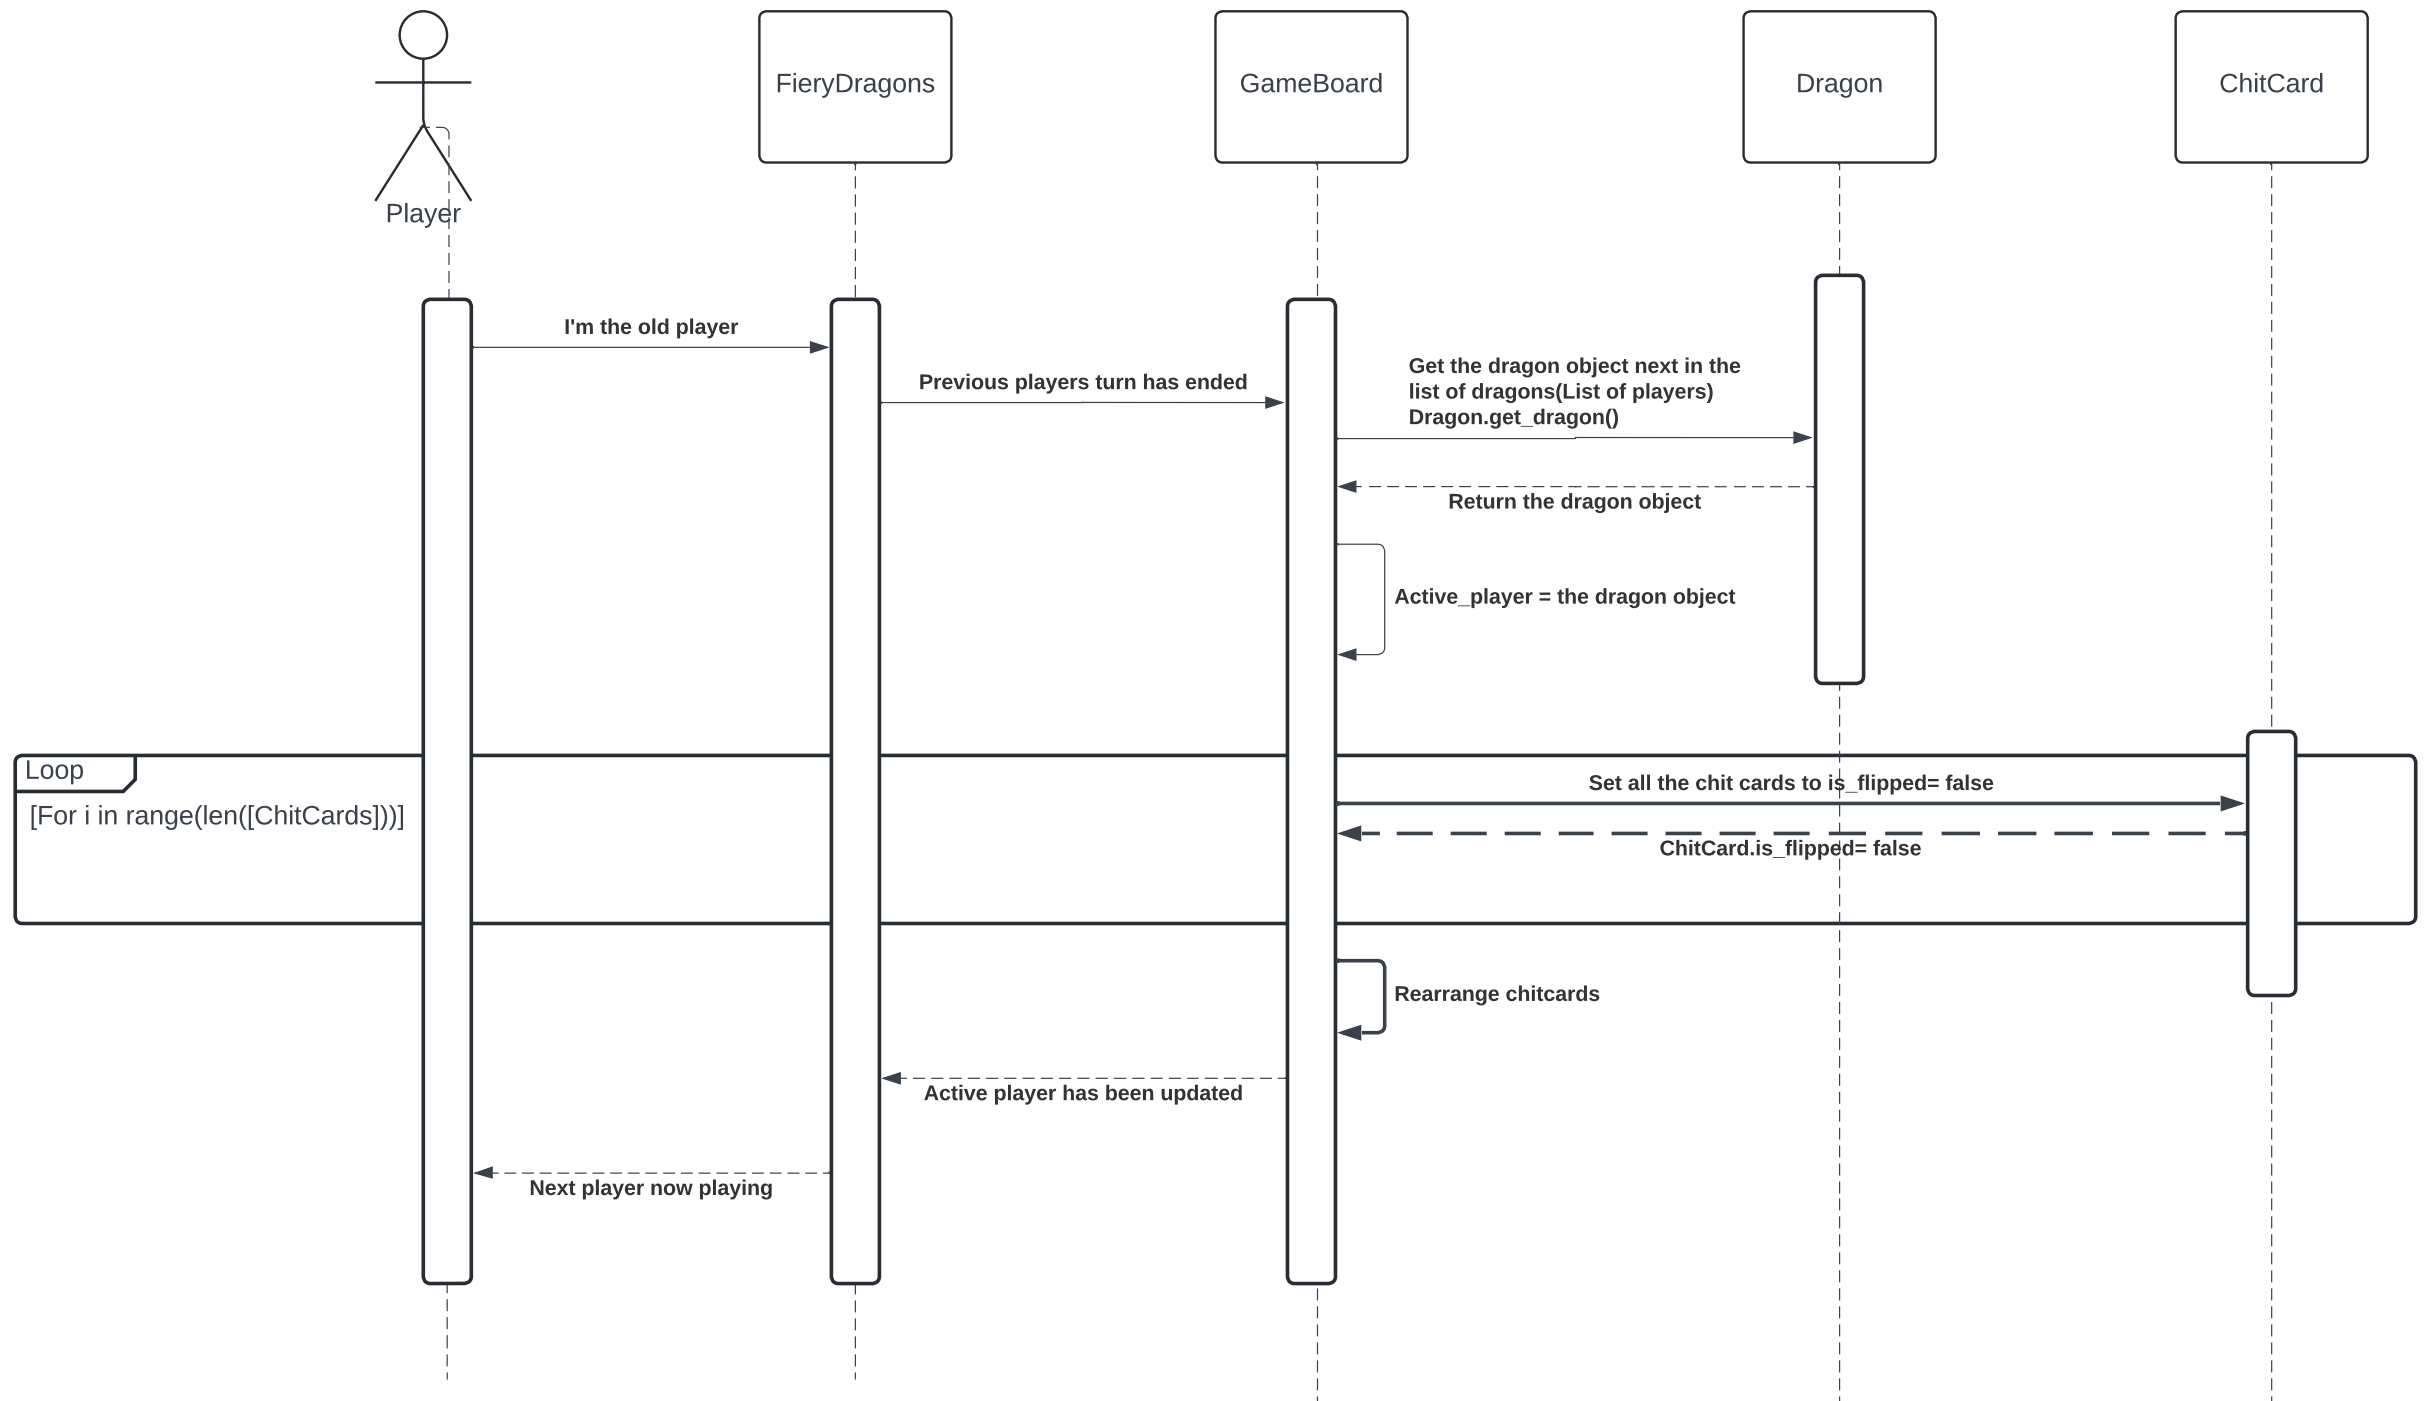 FieryDragons
GameBoard
Dragon
ChitCard
Player
I'm the old player
Previous players turn has ended
Get the dragon object next in the
list of dragons(List of players)
Dragon.get_dragon()
Return the dragon object
Active_player = the dragon object
Loop
[For i in range(len([ChitCards]))]
Set all the chit cards to is_flipped= false
ChitCard.is_flipped= false
Rearrange chitcards
Active player has been updated
Next player now playing